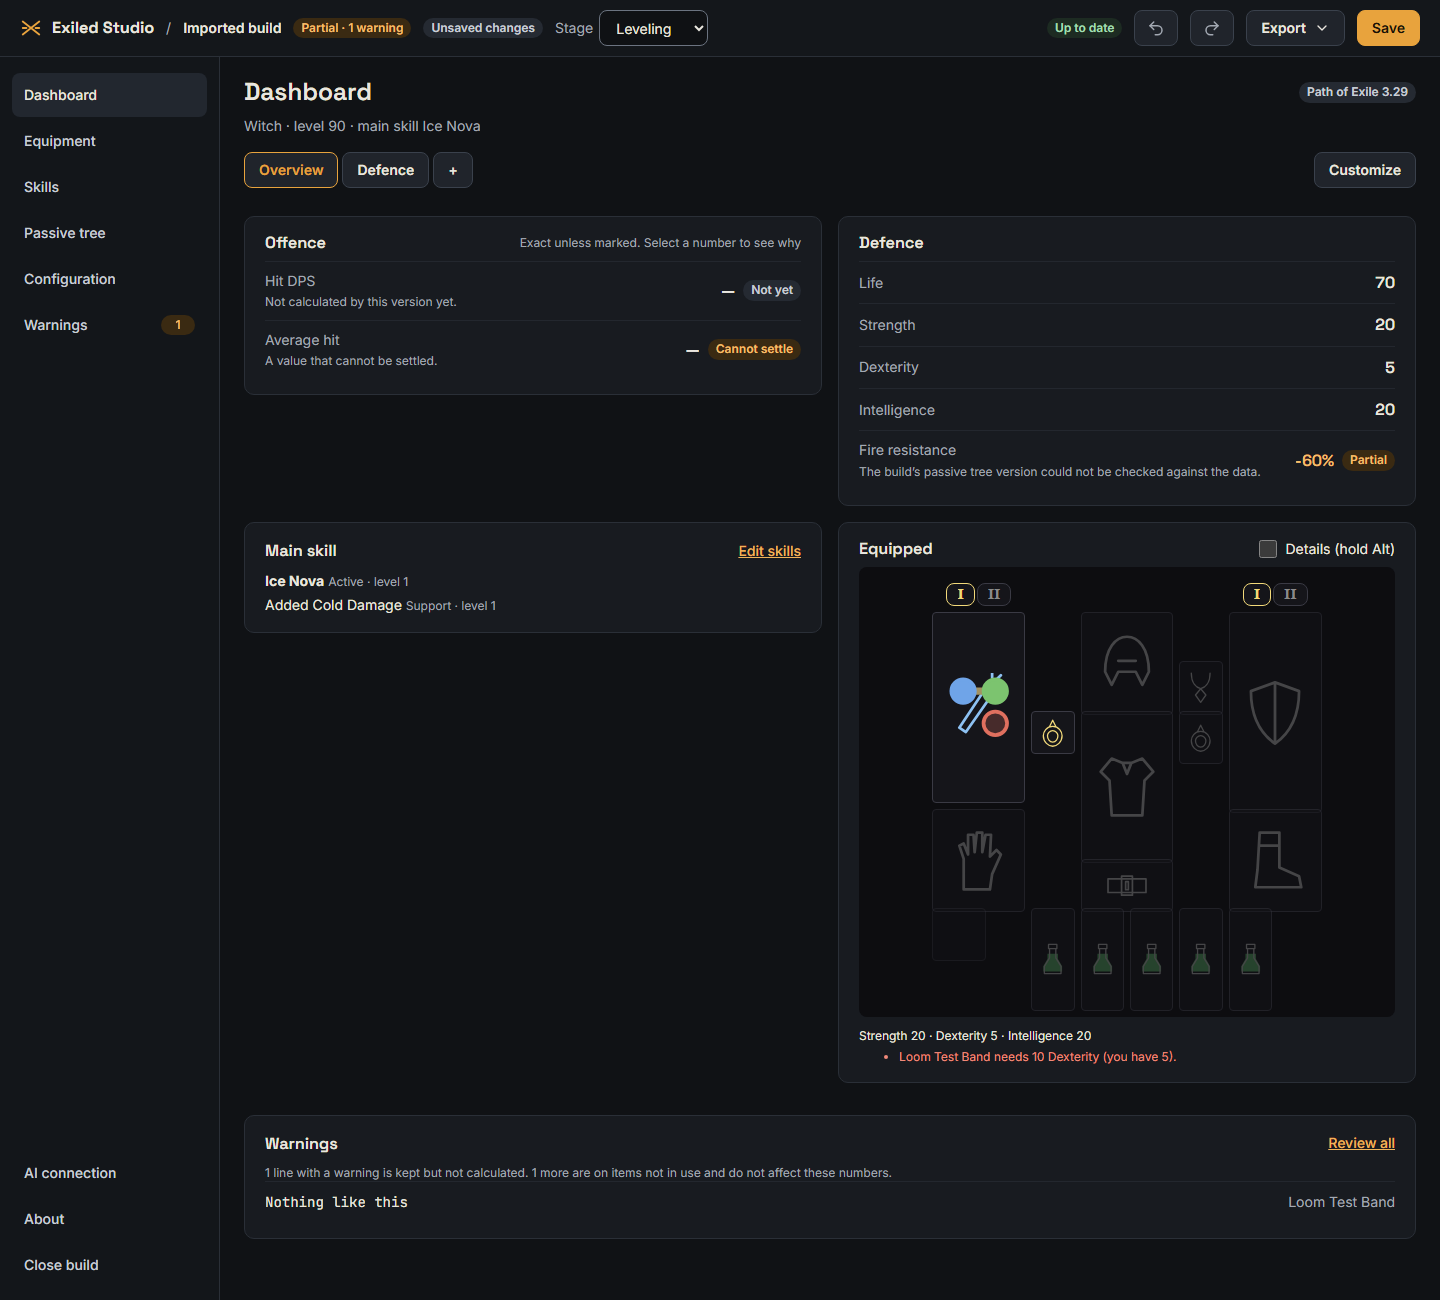 Exiled Studio / Imported build Partial · 1 warning Unsaved changes Stage Leveling Up to date Export Save
Dashboard
Equipment
Skills
Passive tree
Configuration
Warnings 1
AI connection
About
Close build
Dashboard Path of Exile 3.29
Witch · level 90 · main skill Ice Nova
Overview Defence + Customize
Offence Exact unless marked. Select a number to see why
Hit DPS — Not yet
Not calculated by this version yet.
Average hit — Cannot settle
A value that cannot be settled.
Defence
Life 70
Strength 20
Dexterity 5
Intelligence 20
Fire resistance -60% Partial
The build’s passive tree version could not be checked against the data.
Main skill Edit skills
Ice Nova Active · level 1
Added Cold Damage Support · level 1
Equipped Details (hold Alt)
I II I II
Strength 20 · Dexterity 5 · Intelligence 20
• Loom Test Band needs 10 Dexterity (you have 5).
Warnings Review all
1 line with a warning is kept but not calculated. 1 more are on items not in use and do not affect these numbers.
Nothing like this Loom Test Band